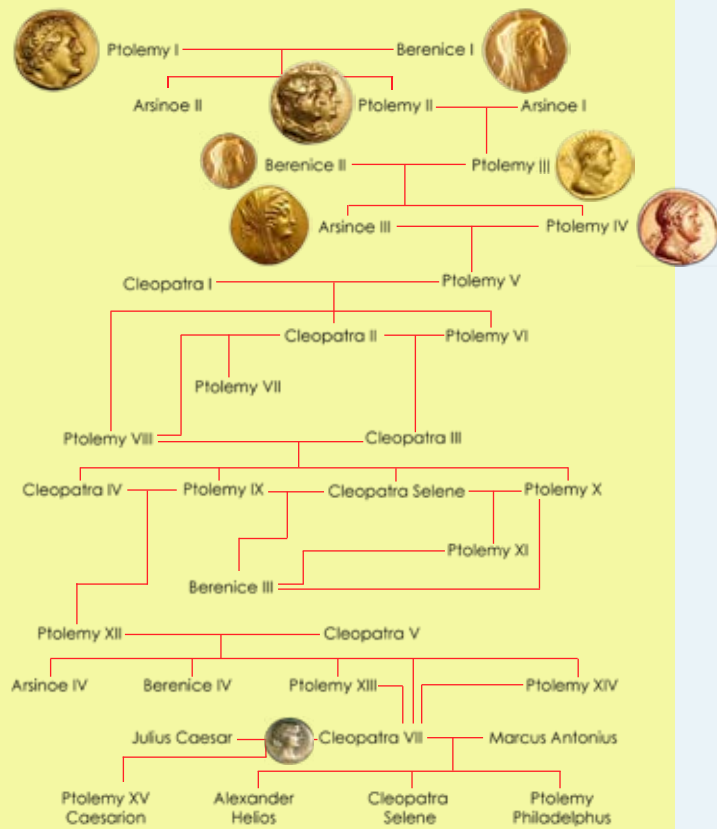 Ptolemy I Berenice I
Arsinoe II Ptolemy II Arsinoe I
Berenice II Ptolemy III
Arsinoe III Ptolemy IV
Cleopatra I Ptolemy V
Cleopatra II Ptolemy VI
Ptolemy VII
Ptolemy VIII Cleopatra III
Cleopatra IV Ptolemy IX Cleopatra Selene Ptolemy X
Ptolemy XI
Berenice III
Ptolemy XII Cleopatra V
Arsinoe IV Berenice IV Ptolemy XIII Ptolemy XIV
Julius Caesar Cleopatra VII Marcus Antonius
Ptolemy XV Alexander Cleopatra Ptolemy
Caesarion Helios Selene Philadelphus